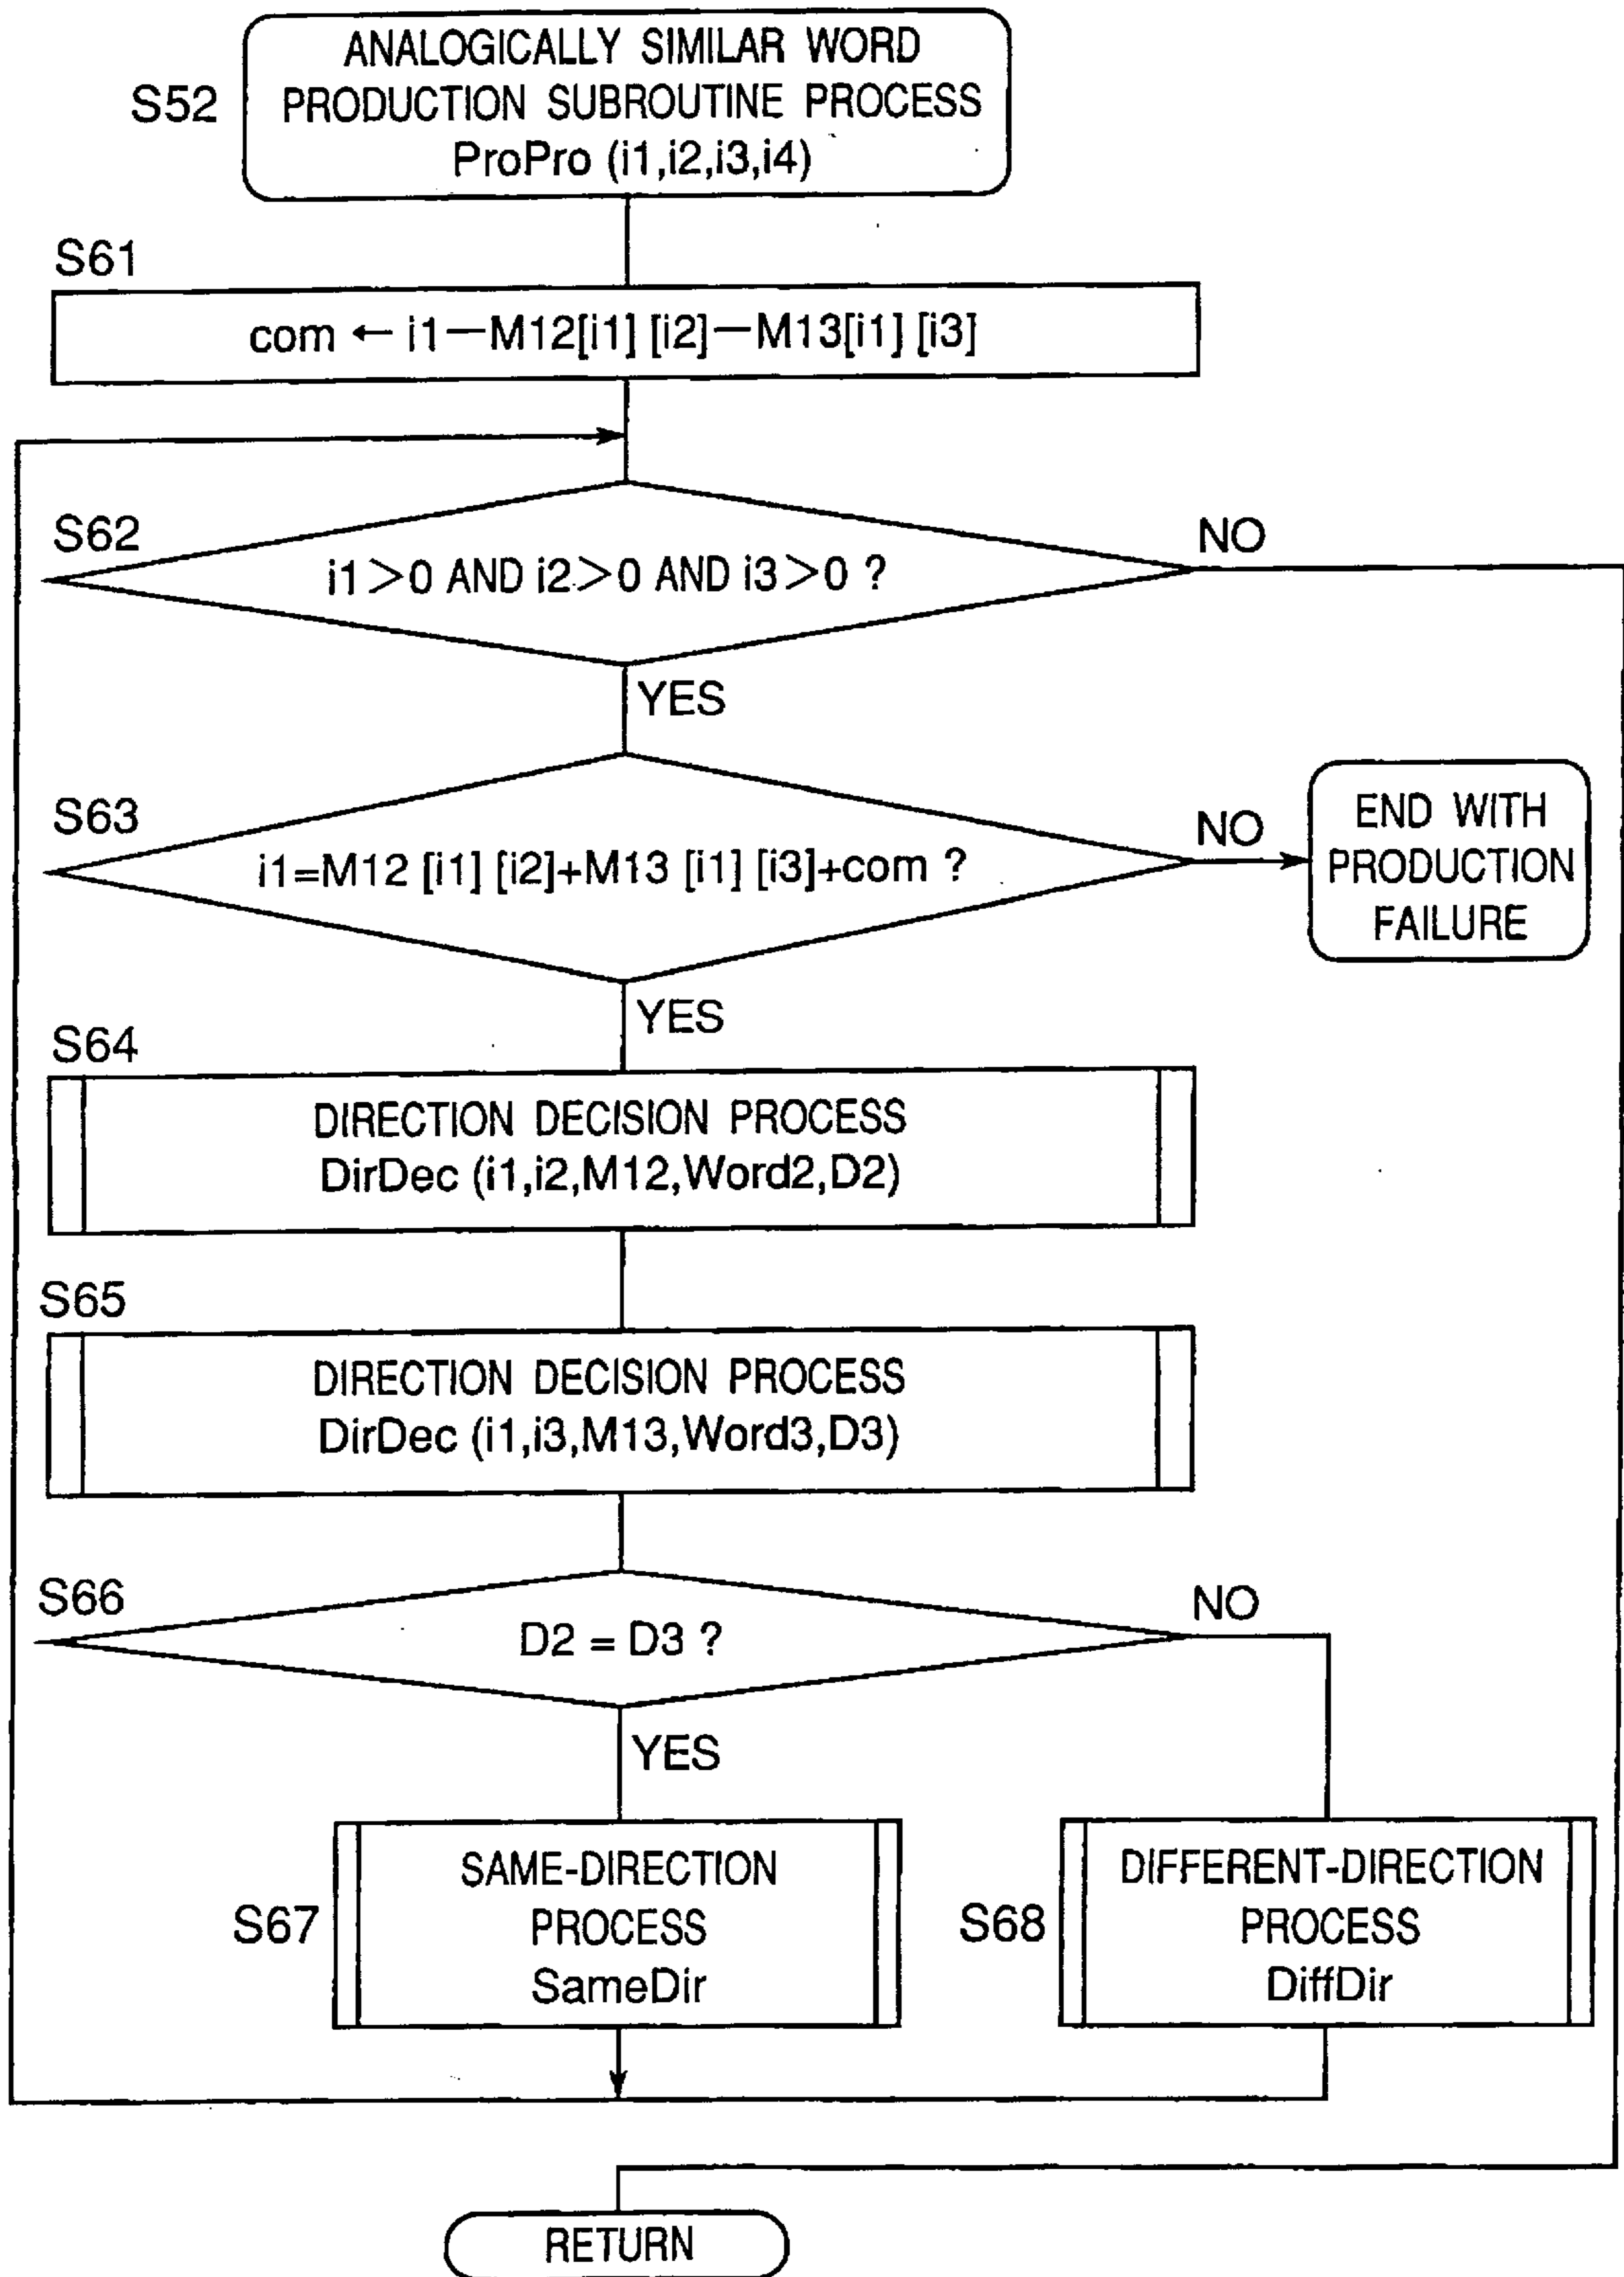 ANALOGICALLY SIMILAR WORD
S52
PRODUCTION SUBROUTINE PROCESS
ProPro (i1,i2,i3,i4)
S61
com ← i1—M12[i1] [i2]—M13[i1] [i3]
S62
NO
i1>0 AND i2>0 AND i3>0 ?
YES
S63
NO
i1=M12 [i1] [i2]+M13 [i1] [i3]+com ?
END WITH
PRODUCTION
FAILURE
YES
S64
DIRECTION DECISION PROCESS
DirDec (i1,i2,M12,Word2,D2)
S65
DIRECTION DECISION PROCESS
DirDec (i1,i3,M13,Word3,D3)
S66
NO
D2 = D3 ?
YES
S67
SAME-DIRECTION
PROCESS
SameDir
S68
DIFFERENT-DIRECTION
PROCESS
DiffDir
RETURN